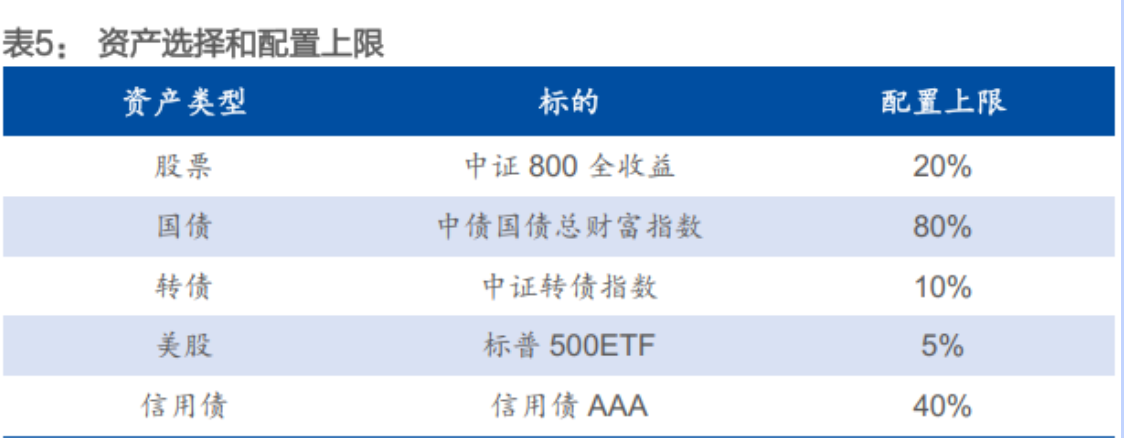 表5： 资产选择和配置上限
资产类型 标的 配置上限
股票 中证 800 全收益 20%
国债 中债国债总财富指数 80%
转债 中证转债指数 10%
美股 标普 500ETF 5%
信用债 信用债 AAA 40%